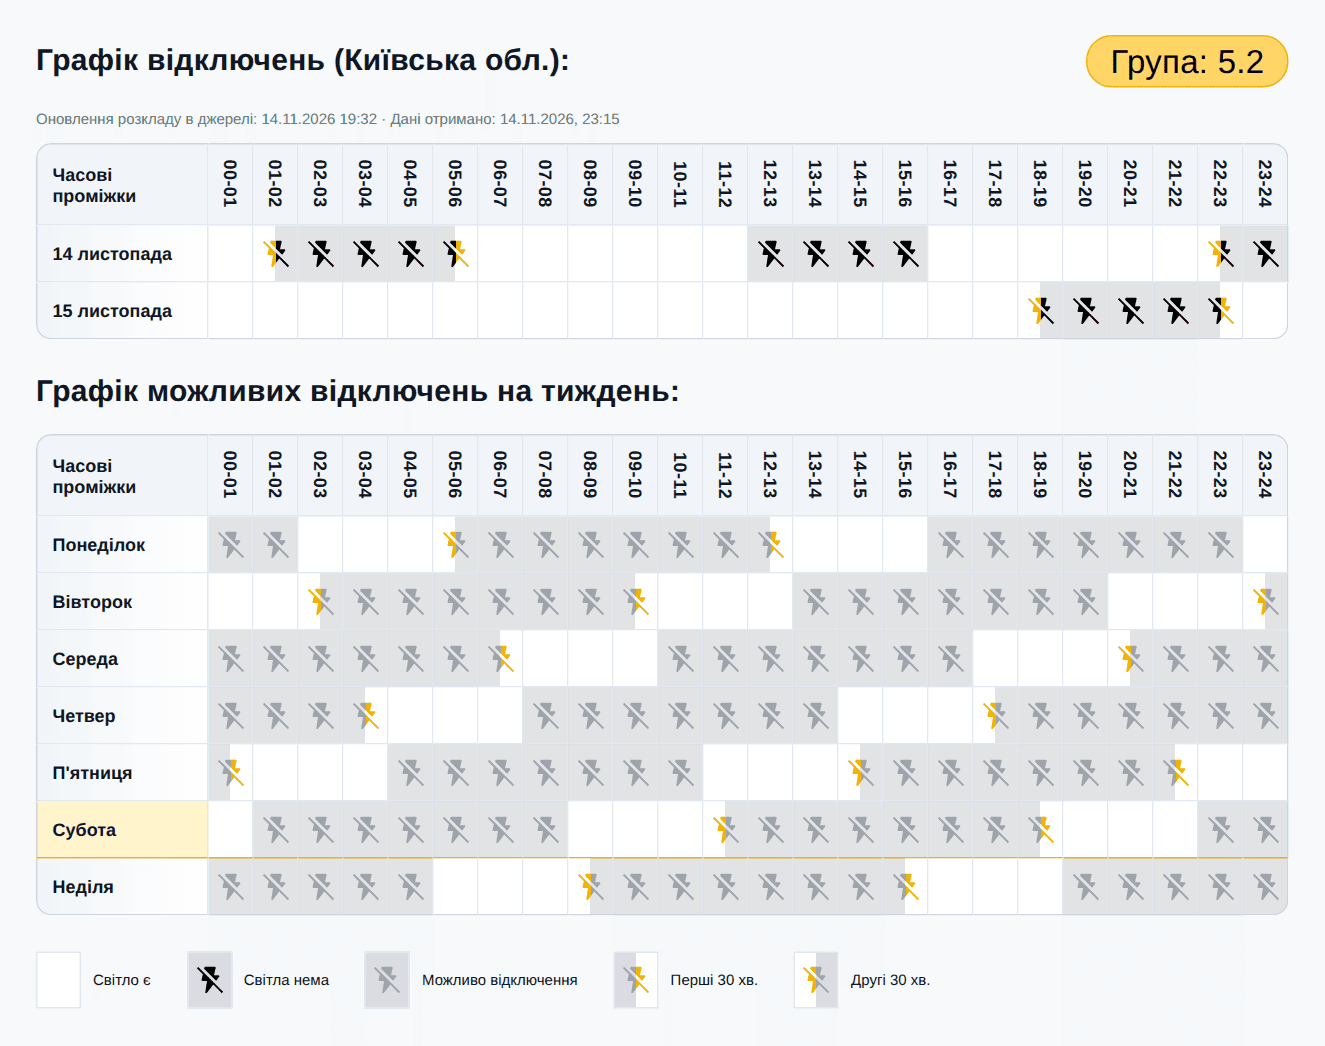 Графік відключень (Київська обл.):
Група: 5.2
Оновлення розкладу в джерелі: 14.11.2026 19:32 · Дані отримано: 14.11.2026, 23:15
Часові проміжки 00-01 01-02 02-03 03-04 04-05 05-06 06-07 07-08 08-09 09-10 10-11 11-12 12-13 13-14 14-15 15-16 16-17 17-18 18-19 19-20 20-21 21-22 22-23 23-24
14 листопада
15 листопада
Графік можливих відключень на тиждень:
Часові проміжки 00-01 01-02 02-03 03-04 04-05 05-06 06-07 07-08 08-09 09-10 10-11 11-12 12-13 13-14 14-15 15-16 16-17 17-18 18-19 19-20 20-21 21-22 22-23 23-24
Понеділок
Вівторок
Середа
Четвер
П'ятниця
Субота
Неділя
Світло є Світла нема Можливо відключення Перші 30 хв. Другі 30 хв.